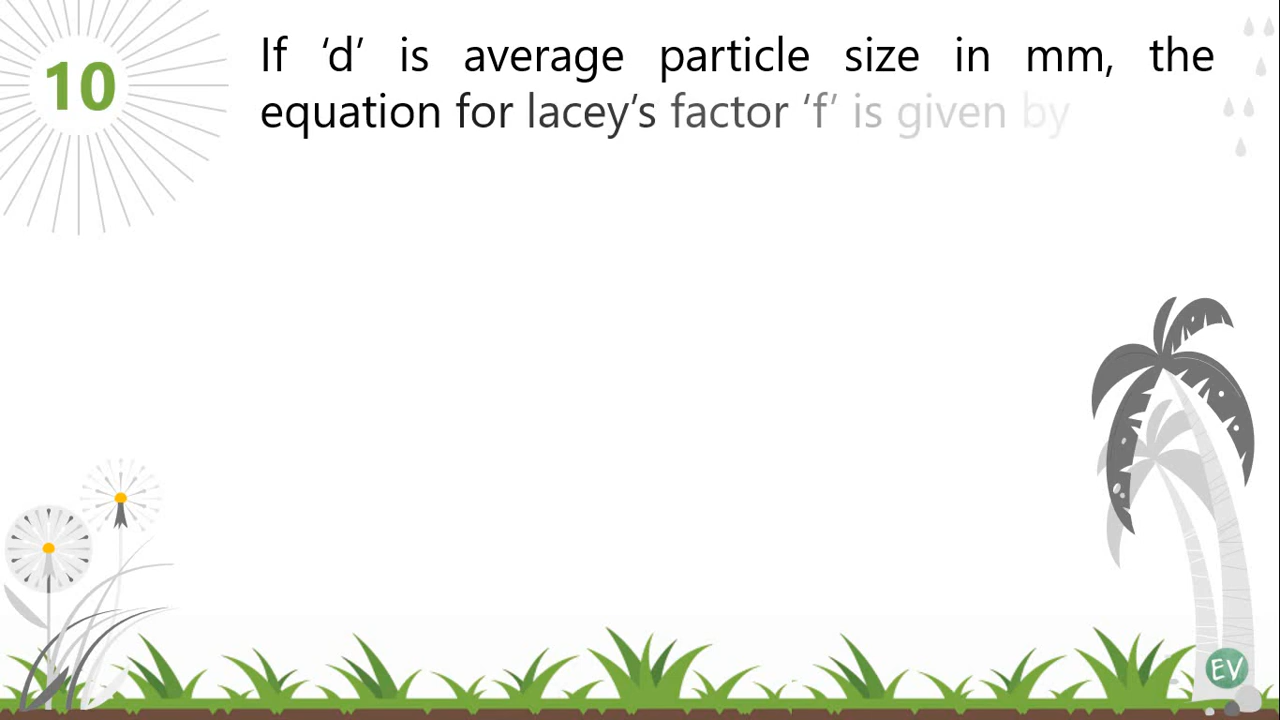 10
If ‘d’ is average particle size in mm, the
equation for lacey’s factor ‘f’ is given by
EV